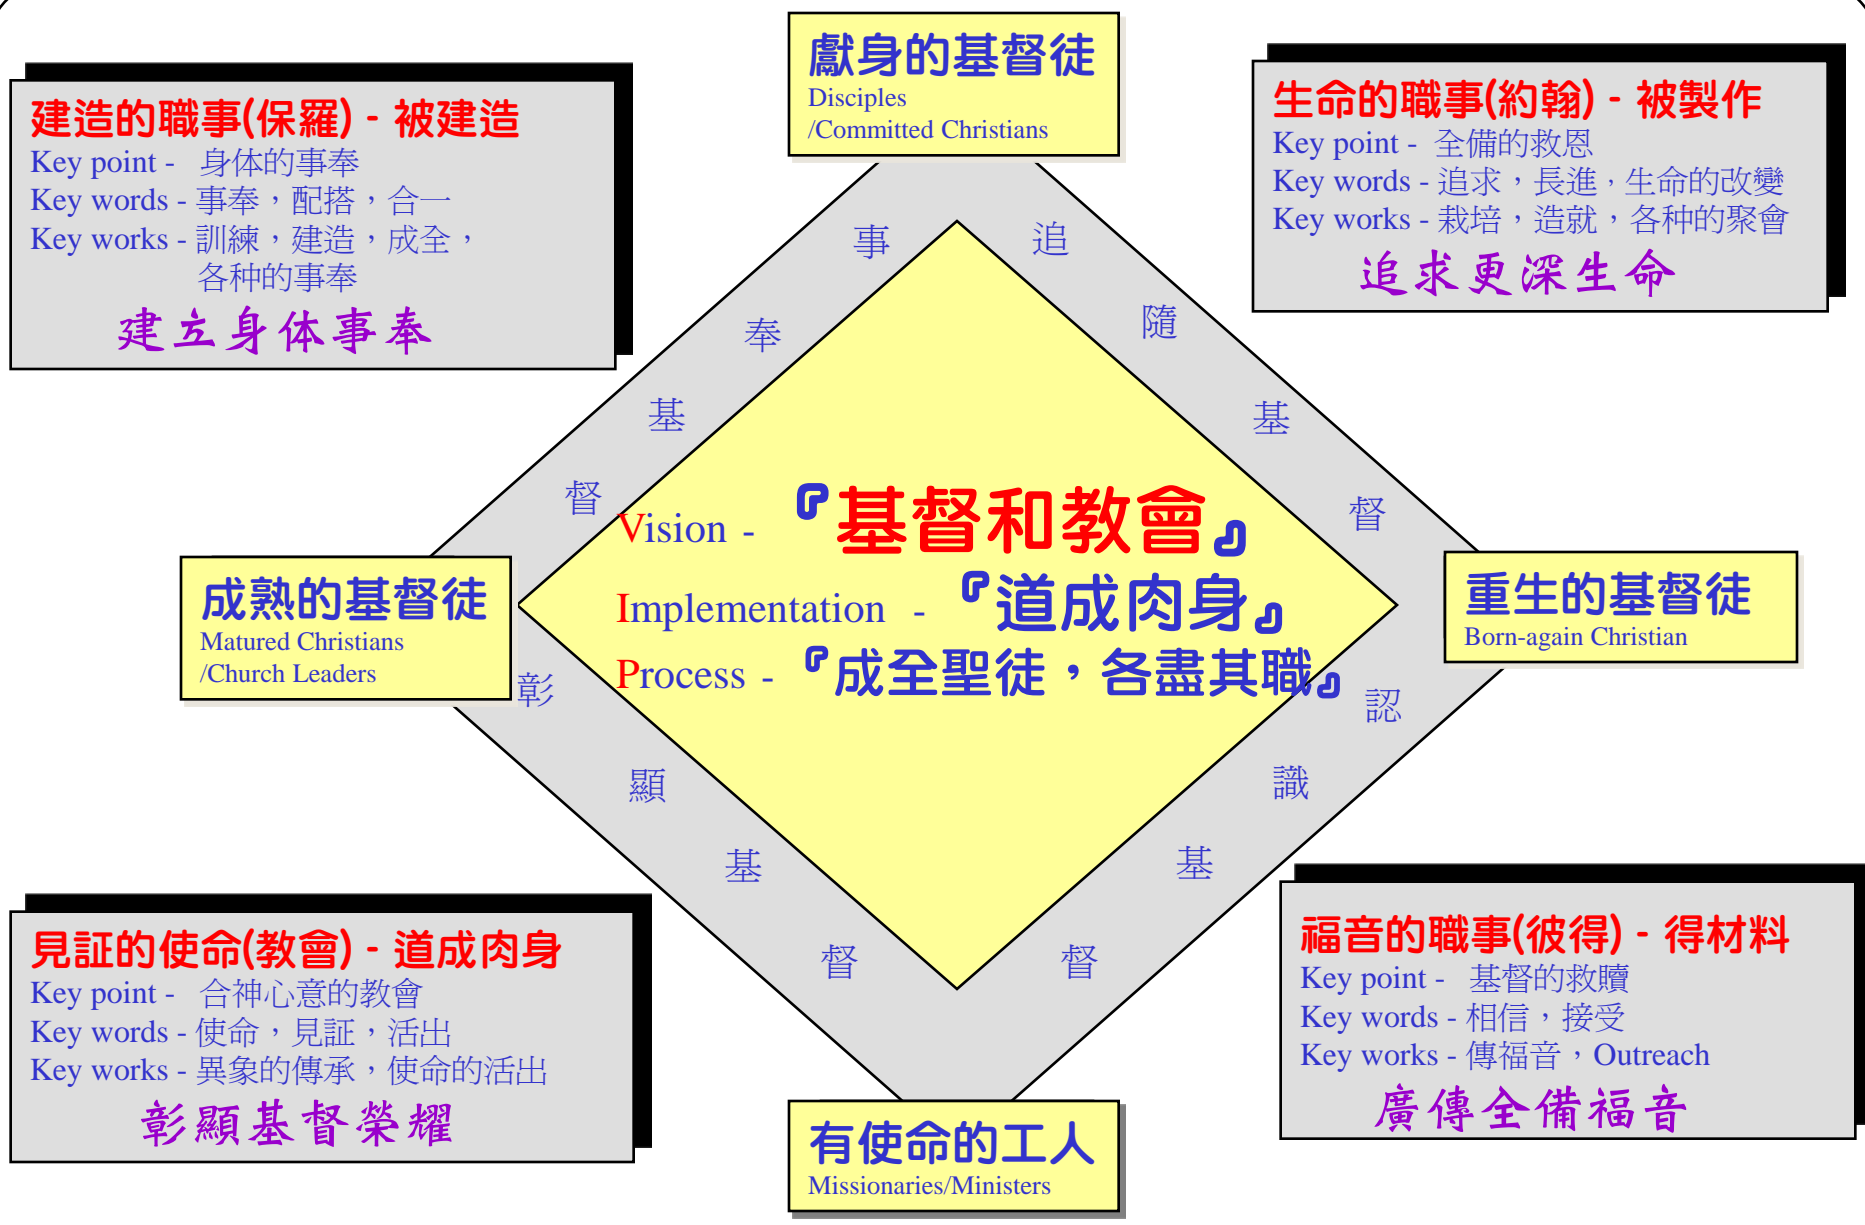 獻身的基督徒
Disciples
/Committed Christians
建造的職事(保羅) - 被建造
Key point - 身体的事奉
Key words - 事奉，配搭，合一
Key works - 訓練，建造，成全，
各种的事奉
建立身体事奉
生命的職事(約翰) - 被製作
Key point - 全備的救恩
Key words - 追求，長進，生命的改變
Key works - 栽培，造就，各种的聚會
追求更深生命
事奉基督
追隨基督
Vision - 『基督和教會』
Implementation - 『道成肉身』
Process - 『成全聖徒，各盡其職』
成熟的基督徒
Matured Christians
/Church Leaders
重生的基督徒
Born-again Christian
彰顯基督
認識基督
見証的使命(教會) - 道成肉身
Key point - 合神心意的教會
Key words - 使命，見証，活出
Key works - 異象的傳承，使命的活出
彰顯基督榮耀
福音的職事(彼得) - 得材料
Key point - 基督的救贖
Key words - 相信，接受
Key works - 傳福音，Outreach
廣傳全備福音
有使命的工人
Missionaries/Ministers